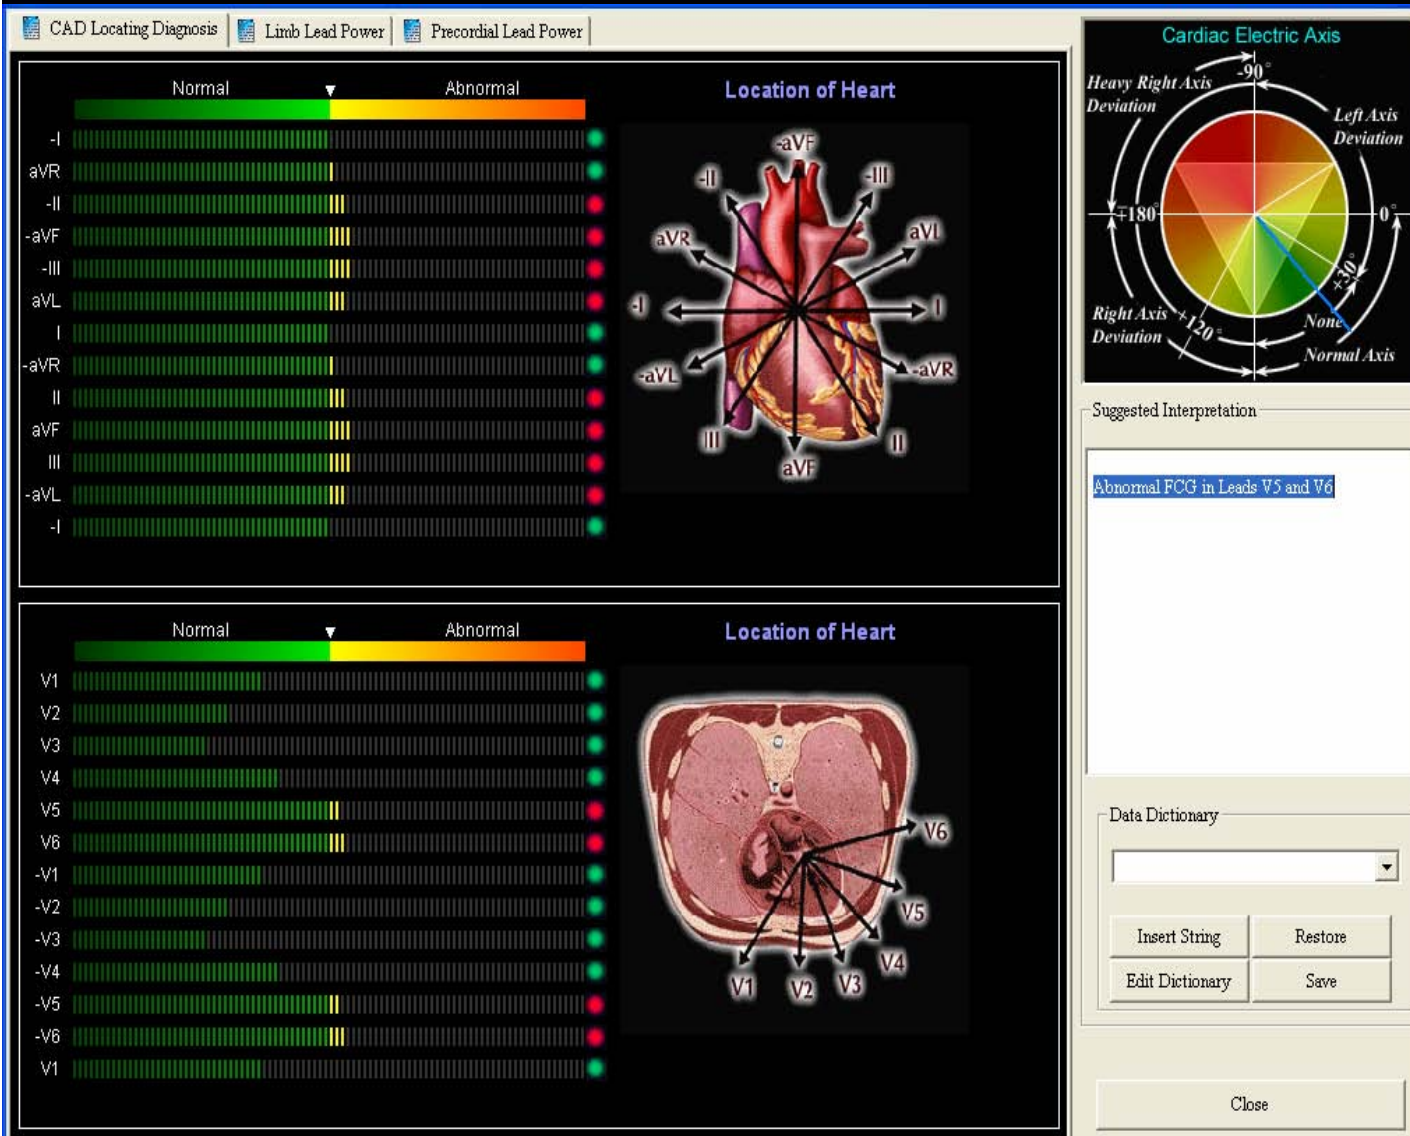 CAD Locating Diagnosis
Limb Lead Power
Precordial Lead Power
Normal
Abnormal
-I
aVR
-II
-aVF
-III
aVL
I
-aVR
II
aVF
III
-aVL
-I
Location of Heart
-aVF
-II
-III
aVR
aVL
-I
I
-aVL
-aVR
III
II
aVF
Normal
Abnormal
V1
V2
V3
V4
V5
V6
-V1
-V2
-V3
-V4
-V5
-V6
V1
Location of Heart
V6
V5
V4
V3
V2
V1
Cardiac Electric Axis
-90°
Heavy Right Axis
Deviation
Left Axis
Deviation
∓180°
0°
+30°
Right Axis
Deviation
+120°
None
Normal Axis
Suggested Interpretation
Abnormal FCG in Leads V5 and V6
Data Dictionary
Insert String
Restore
Edit Dictionary
Save
Close